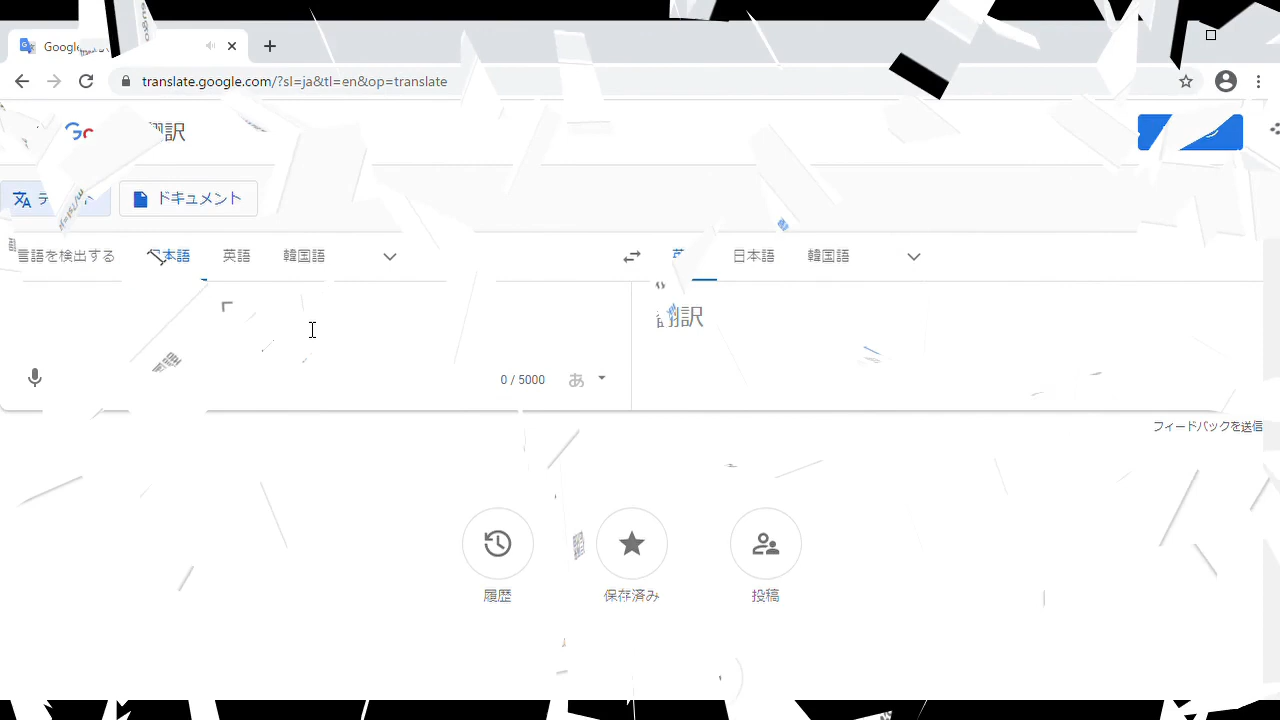 Google
translate.google.com/?sl=ja&tl=en&op=translate
Go 翻訳
テ ドキュメント
言語を検出する 日本語 英語 韓国語 日本語 韓国語
翻訳
0 / 5000 あ
フィードバックを送信
履歴 保存済み 投稿